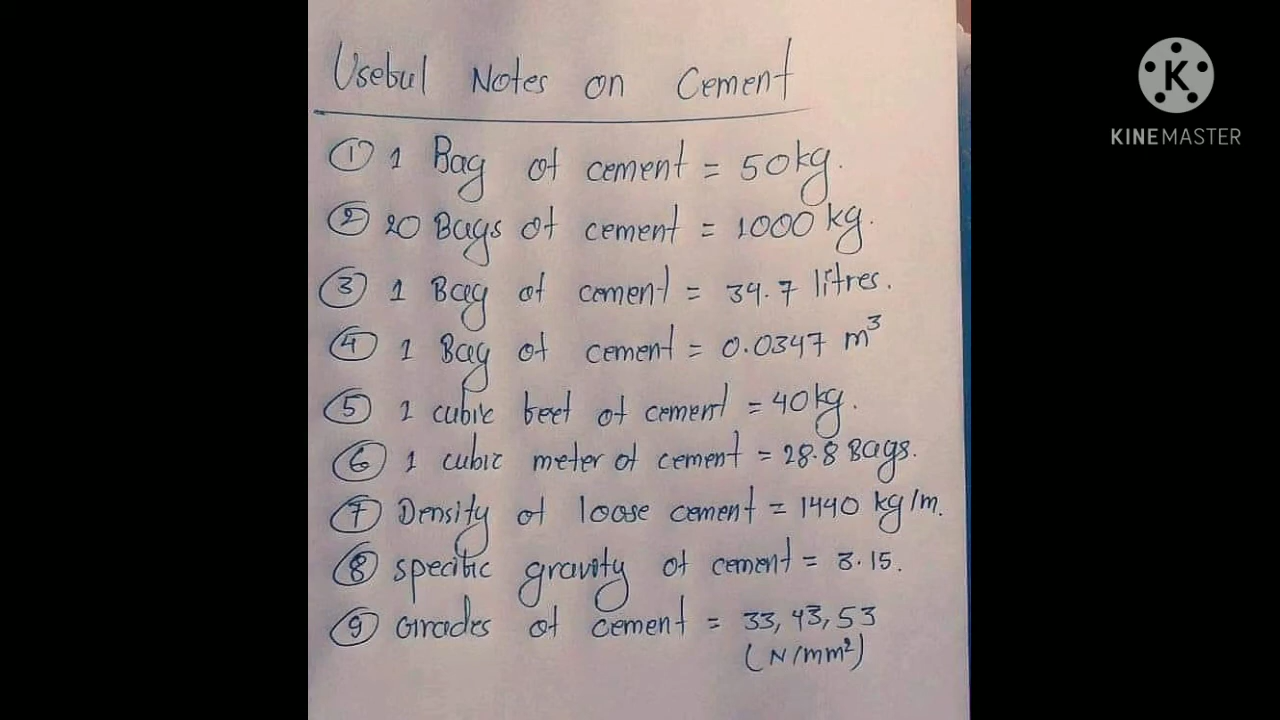 Usebul Notes on Cement
① 1 Bag of cement = 50kg.
② 20 Bags of cement = 1000 kg.
③ 1 Bag of cement = 34.7 litres.
④ 1 Bag of cement = 0.0347 m³
⑤ 1 cubic beet of cement = 40kg.
⑥ 1 cubic meter of cement = 28.8 Bags.
⑦ Density of loose cement = 1440 kg/m.
⑧ specibic gravity of cement = 3.15.
⑨ Grades of cement = 33, 43, 53
(N/mm²)
K
KINEMASTER